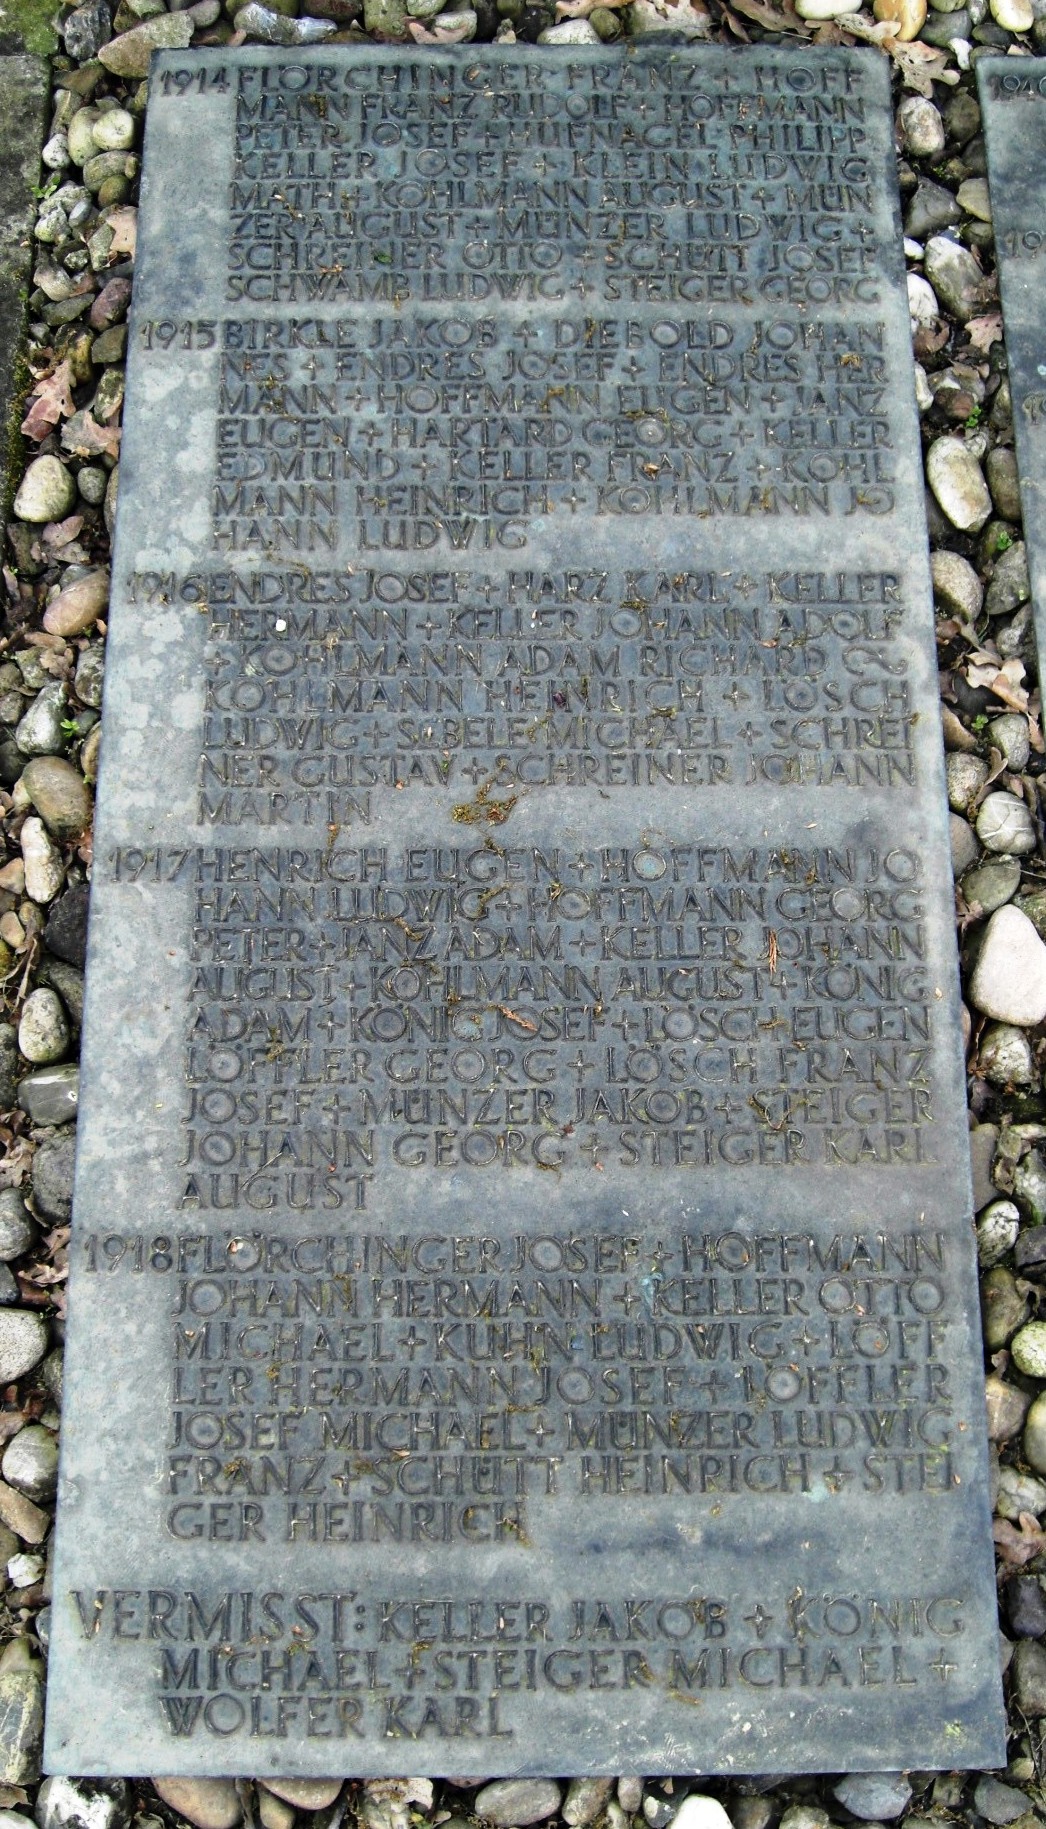 1914 FLÖRCHINGER FRANZ + HOFF
MANN FRANZ RUDOLF + HOFFMANN
PETER JOSEF + HUFNAGEL PHILIPP
KELLER JOSEF + KLEIN LUDWIG
MATH + KOHLMANN AUGUST + MÜN
ZER AUGUST + MÜNZER LUDWIG +
SCHREINER OTTO + SCHÜTT JOSEF
SCHWAMB LUDWIG + STEIGER GEORG
1915 BIRKLE JAKOB + DIEBOLD JOHAN
NES + ENDRES JOSEF + ENDRES HER
MANN + HOFFMANN EUGEN + JANZ
EUGEN + HARTARD GEORG + KELLER
EDMUND + KELLER FRANZ + KOHL
MANN HEINRICH + KOHLMANN JO
HANN LUDWIG
1916 ENDRES JOSEF + HARZ KARL + KELLER
HERMANN + KELLER JOHANN ADOLF
+ KOHLMANN ADAM RICHARD
KOHLMANN HEINRICH + LÖSCH
LUDWIG + SEBELE MICHAEL + SCHREI
NER GUSTAV + SCHREINER JOHANN
MARTIN
1917 HENRICH EUGEN + HOFFMANN JO
HANN LUDWIG + HOFFMANN GEORG
PETER + JANZ ADAM + KELLER JOHANN
AUGUST + KOHLMANN AUGUST + KÖNIG
ADAM + KÖNIG JOSEF + LÖSCH EUGEN
LÖFFLER GEORG + LÖSCH FRANZ
JOSEF + MÜNZER JAKOB + STEIGER
JOHANN GEORG + STEIGER KARL
AUGUST
1918 FLÖRCHINGER JOSEF + HOFFMANN
JOHANN HERMANN + KELLER OTTO
MICHAEL + KUHN LUDWIG + LÖFF
LER HERMANN JOSEF + LÖFFLER
JOSEF MICHAEL + MÜNZER LUDWIG
FRANZ + SCHÜTT HEINRICH + STEI
GER HEINRICH
VERMISST: KELLER JAKOB + KÖNIG
MICHAEL + STEIGER MICHAEL +
WOLFER KARL